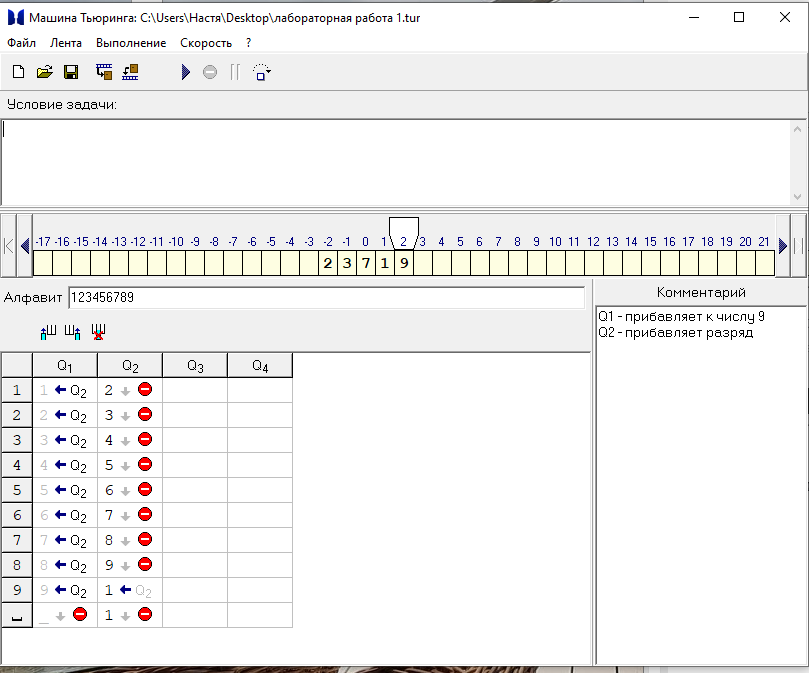 Машина Тьюринга: C:\Users\Настя\Desktop\лабораторная работа 1.tur
Файл Лента Выполнение Скорость ?
Условие задачи:
-17 -16 -15 -14 -13 -12 -11 -10 -9 -8 -7 -6 -5 -4 -3 -2 -1 0 1 2 3 4 5 6 7 8 9 10 11 12 13 14 15 16 17 18 19 20 21
2 3 7 1 9
Алфавит 123456789
Комментарий
Q1 - прибавляет к числу 9
Q2 - прибавляет разряд
Q1 Q2 Q3 Q4
1 1 ← Q2 2 ↓
2 2 ← Q2 3 ↓
3 3 ← Q2 4 ↓
4 4 ← Q2 5 ↓
5 5 ← Q2 6 ↓
6 6 ← Q2 7 ↓
7 7 ← Q2 8 ↓
8 8 ← Q2 9 ↓
9 9 ← Q2 1 ← Q2
_ ↓ 1 ↓